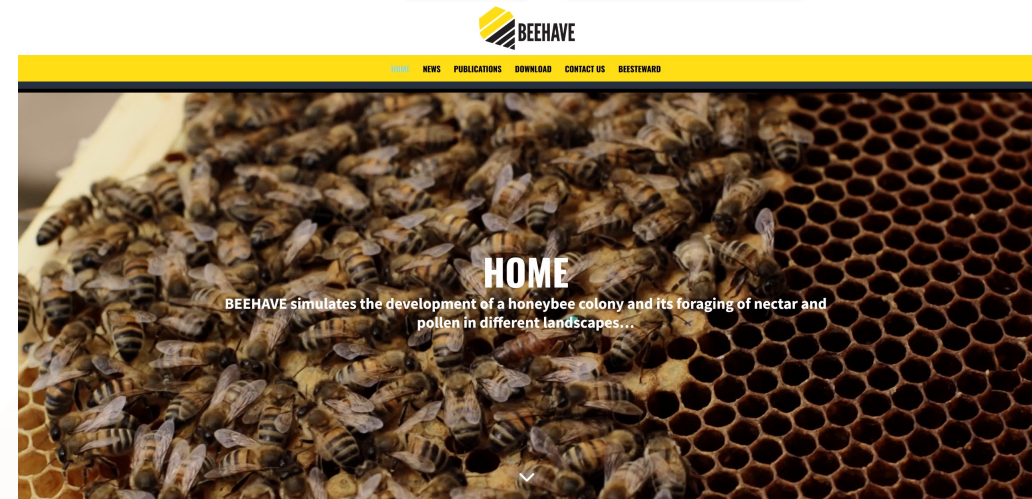 BEEHAVE
HOME NEWS PUBLICATIONS DOWNLOAD CONTACT US BEESTEWARD
HOME
BEEHAVE simulates the development of a honeybee colony and its foraging of nectar and
pollen in different landscapes...